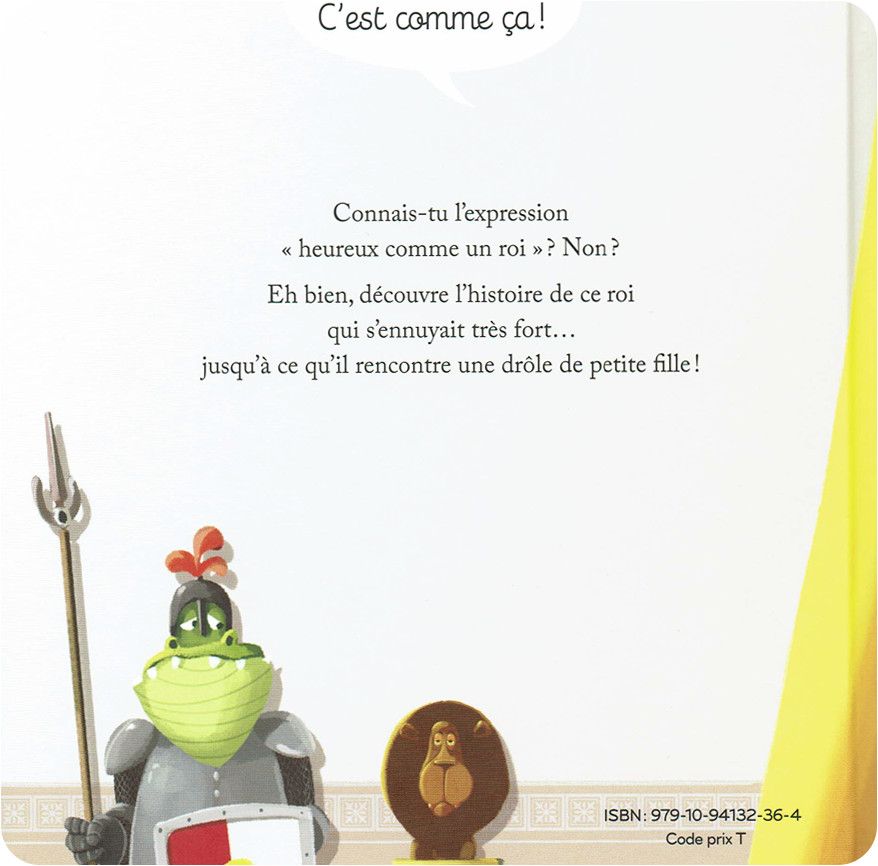 C'est comme ça !
Connais-tu l'expression
« heureux comme un roi » ? Non ?
Eh bien, découvre l'histoire de ce roi
qui s'ennuyait très fort…
jusqu'à ce qu'il rencontre une drôle de petite fille !
ISBN : 979-10-94132-36-4
Code prix T